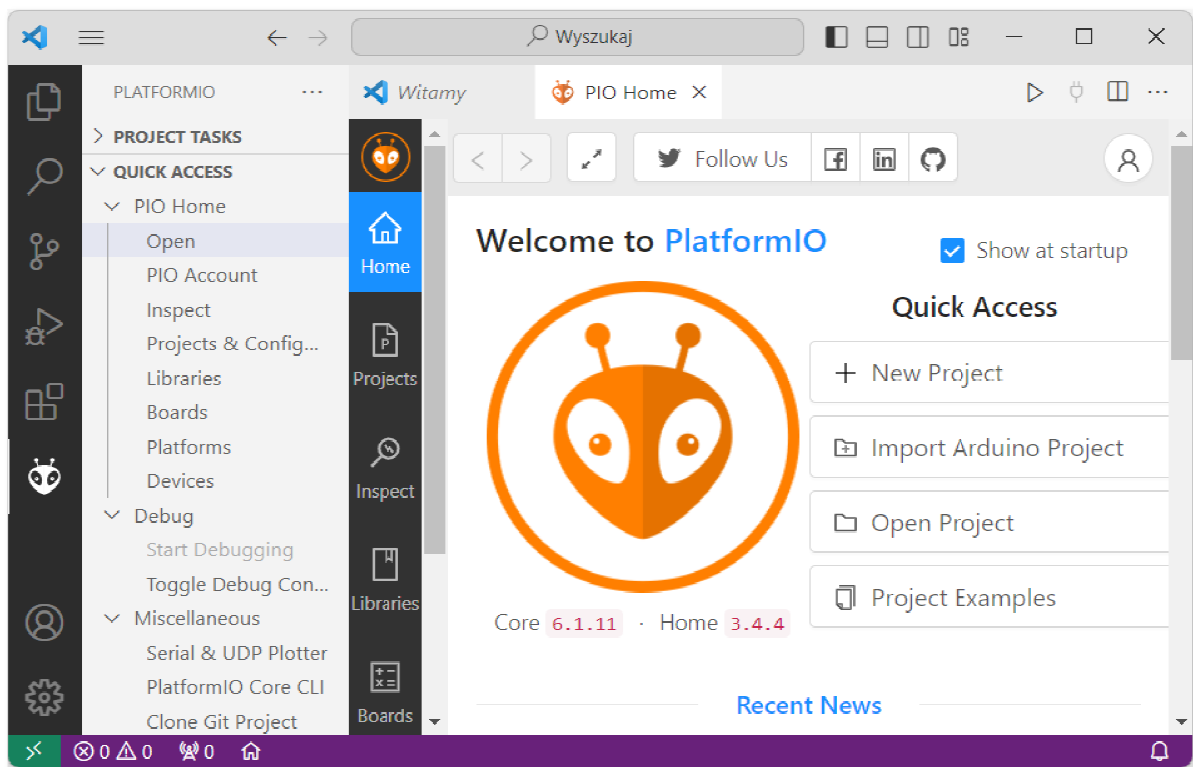 Wyszukaj
PLATFORMIO
PROJECT TASKS
QUICK ACCESS
PIO Home
Open
PIO Account
Inspect
Projects & Config...
Libraries
Boards
Platforms
Devices
Debug
Start Debugging
Toggle Debug Con...
Miscellaneous
Serial & UDP Plotter
PlatformIO Core CLI
Clone Git Project
Witamy
PIO Home
Home
Projects
Inspect
Libraries
Boards
Follow Us
Welcome to PlatformIO
Show at startup
Quick Access
New Project
Import Arduino Project
Open Project
Project Examples
Core 6.1.11 · Home 3.4.4
Recent News
0 0 0